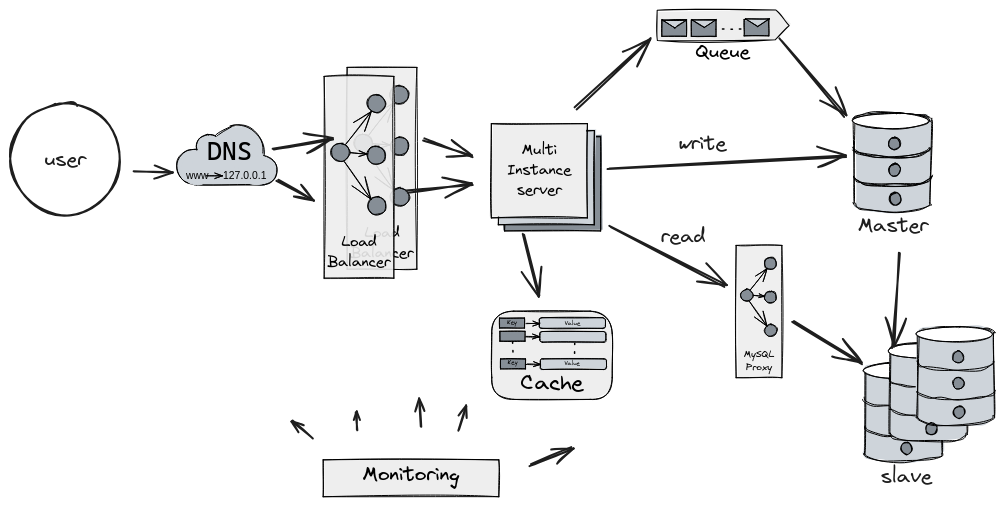 user
DNS
www→127.0.0.1
Load
Balancer
Load
Balancer
Multi
Instance
server
Queue
write
read
Master
MySQL
Proxy
slave
Key
Value
Key
Value
Cache
Monitoring